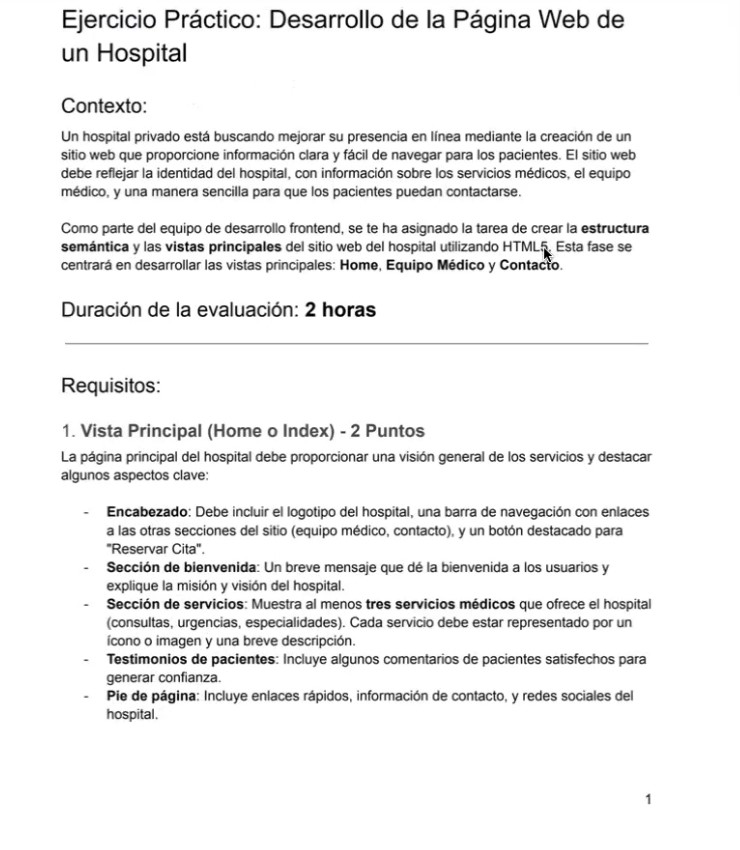 Ejercicio Práctico: Desarrollo de la Página Web de
un Hospital
Contexto:
Un hospital privado está buscando mejorar su presencia en línea mediante la creación de un
sitio web que proporcione información clara y fácil de navegar para los pacientes. El sitio web
debe reflejar la identidad del hospital, con información sobre los servicios médicos, el equipo
médico, y una manera sencilla para que los pacientes puedan contactarse.
Como parte del equipo de desarrollo frontend, se te ha asignado la tarea de crear la estructura
semántica y las vistas principales del sitio web del hospital utilizando HTML5. Esta fase se
centrará en desarrollar las vistas principales: Home, Equipo Médico y Contacto.
Duración de la evaluación: 2 horas
Requisitos:
1. Vista Principal (Home o Index) - 2 Puntos
La página principal del hospital debe proporcionar una visión general de los servicios y destacar
algunos aspectos clave:
- Encabezado: Debe incluir el logotipo del hospital, una barra de navegación con enlaces
a las otras secciones del sitio (equipo médico, contacto), y un botón destacado para
"Reservar Cita".
- Sección de bienvenida: Un breve mensaje que dé la bienvenida a los usuarios y
explique la misión y visión del hospital.
- Sección de servicios: Muestra al menos tres servicios médicos que ofrece el hospital
(consultas, urgencias, especialidades). Cada servicio debe estar representado por un
ícono o imagen y una breve descripción.
- Testimonios de pacientes: Incluye algunos comentarios de pacientes satisfechos para
generar confianza.
- Pie de página: Incluye enlaces rápidos, información de contacto, y redes sociales del
hospital.
1